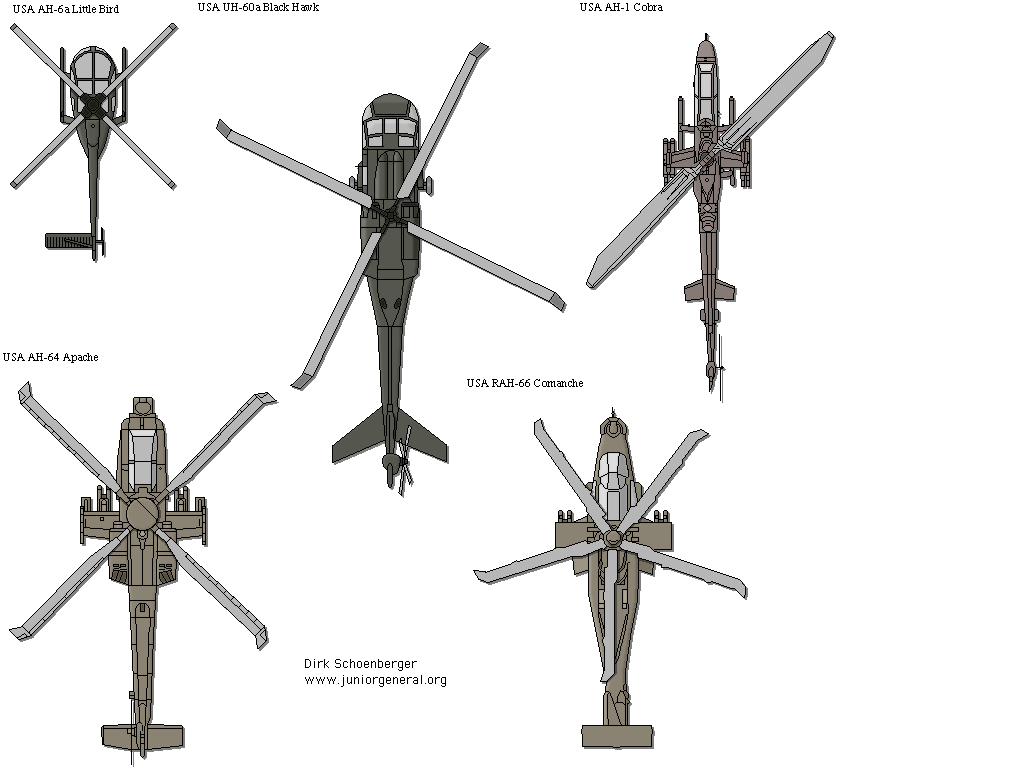 USA AH-6a Little Bird
USA UH-60a Black Hawk
USA AH-1 Cobra
USA AH-64 Apache
USA RAH-66 Comanche
Dirk Schoenberger
www.juniorgeneral.org